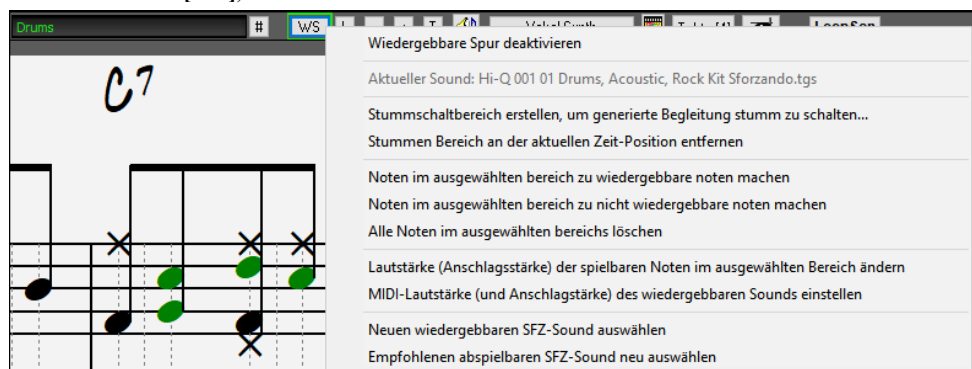 Drums # WS
C7
Wiedergebbare Spur deaktivieren
Aktueller Sound: Hi-Q 001 01 Drums, Acoustic, Rock Kit Sforzando.tgs
Stummschaltbereich erstellen, um generierte Begleitung stumm zu schalten...
Stummen Bereich an der aktuellen Zeit-Position entfernen
Noten im ausgewählten bereich zu wiedergebbare noten machen
Noten im ausgewählten bereich zu nicht wiedergebbare noten machen
Alle Noten im ausgewählten bereichs löschen
Lautstärke (Anschlagsstärke) der spielbaren Noten im ausgewählten Bereich ändern
MIDI-Lautstärke (und Anschlagstärke) des wiedergebbaren Sounds einstellen
Neuen wiedergebbaren SFZ-Sound auswählen
Empfohlenen abspielbaren SFZ-Sound neu auswählen